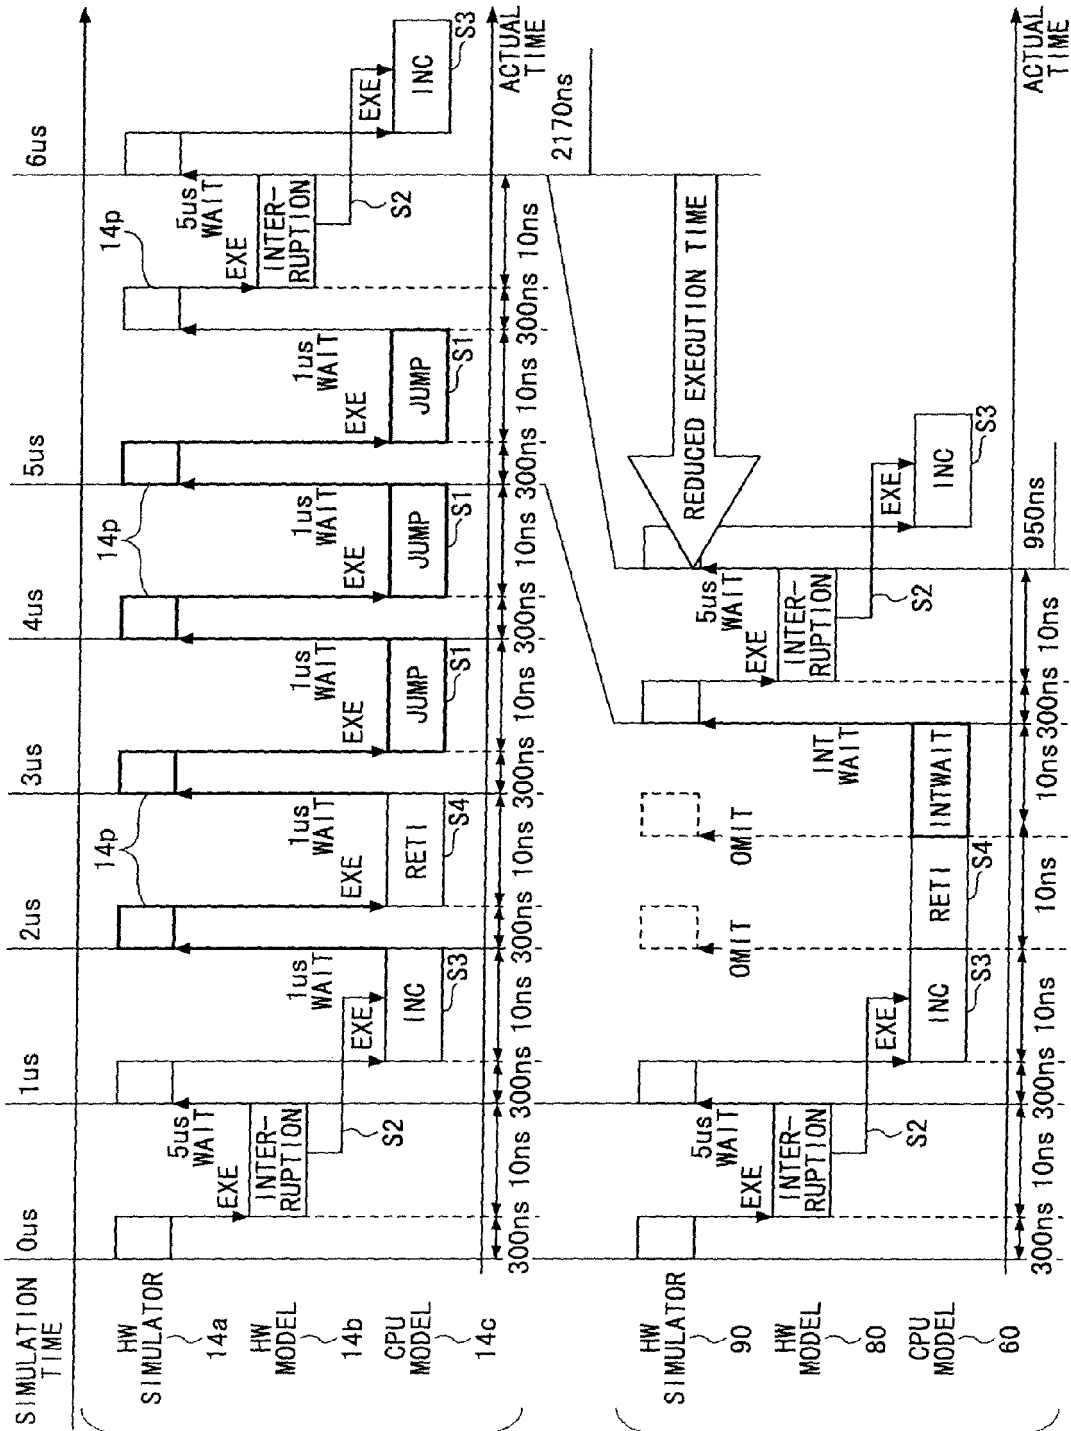 SIMULATION
TIME
0us
1us
2us
3us
4us
5us
6us
HW
SIMULATOR
14a
14p
14p
14p
HW
MODEL
14b
EXE
INTER-
RUPTION
5us
WAIT
S2
EXE
1us
WAIT
EXE
1us
WAIT
EXE
1us
WAIT
EXE
1us
WAIT
EXE
1us
WAIT
EXE
INTER-
RUPTION
5us
WAIT
S2
EXE
CPU
MODEL
14c
INC
S3
RETI
S4
JUMP
S1
JUMP
S1
JUMP
S1
INC
S3
300ns
10ns
300ns
10ns
300ns
10ns
300ns
10ns
300ns
10ns
300ns
10ns
300ns
10ns
ACTUAL
TIME
2170ns
REDUCED EXECUTION TIME
HW
SIMULATOR
90
OMIT
OMIT
HW
MODEL
80
EXE
INTER-
RUPTION
5us
WAIT
S2
EXE
INT
WAIT
EXE
INTER-
RUPTION
5us
WAIT
S2
EXE
CPU
MODEL
60
INC
S3
RETI
S4
INTWAIT
INC
S3
300ns
10ns
300ns
10ns
10ns
10ns
300ns
10ns
950ns
ACTUAL
TIME